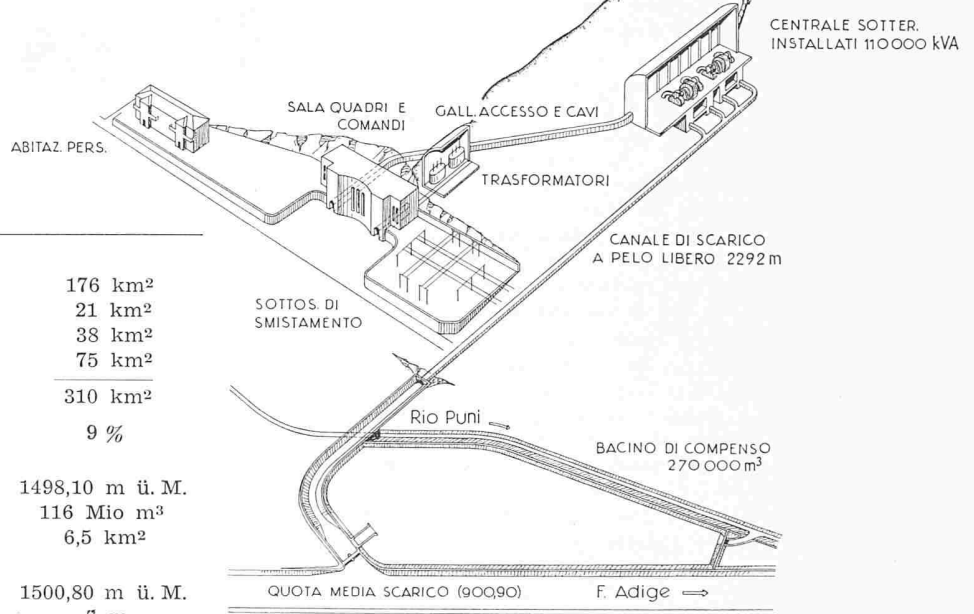 CENTRALE SOTTER.
INSTALLATI 110000 kVA
SALA QUADRI E
COMANDI
GALL. ACCESSO E CAVI
ABITAZ. PERS.
TRASFORMATORI
CANALE DI SCARICO
A PELO LIBERO 2292 m
SOTTOS. DI
SMISTAMENTO
Rio Puni
BACINO DI COMPENSO
270 000 m³
QUOTA MEDIA SCARICO (900,90)
F. Adige
176 km²
21 km²
38 km²
75 km²
310 km²
9 %
1498,10 m ü. M.
116 Mio m³
6,5 km²
1500,80 m ü. M.